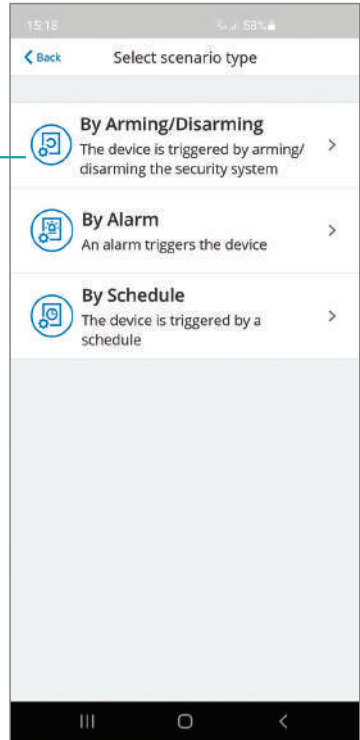 15:18
58%
Back
Select scenario type
By Arming/Disarming
The device is triggered by arming/
disarming the security system
By Alarm
An alarm triggers the device
By Schedule
The device is triggered by a
schedule